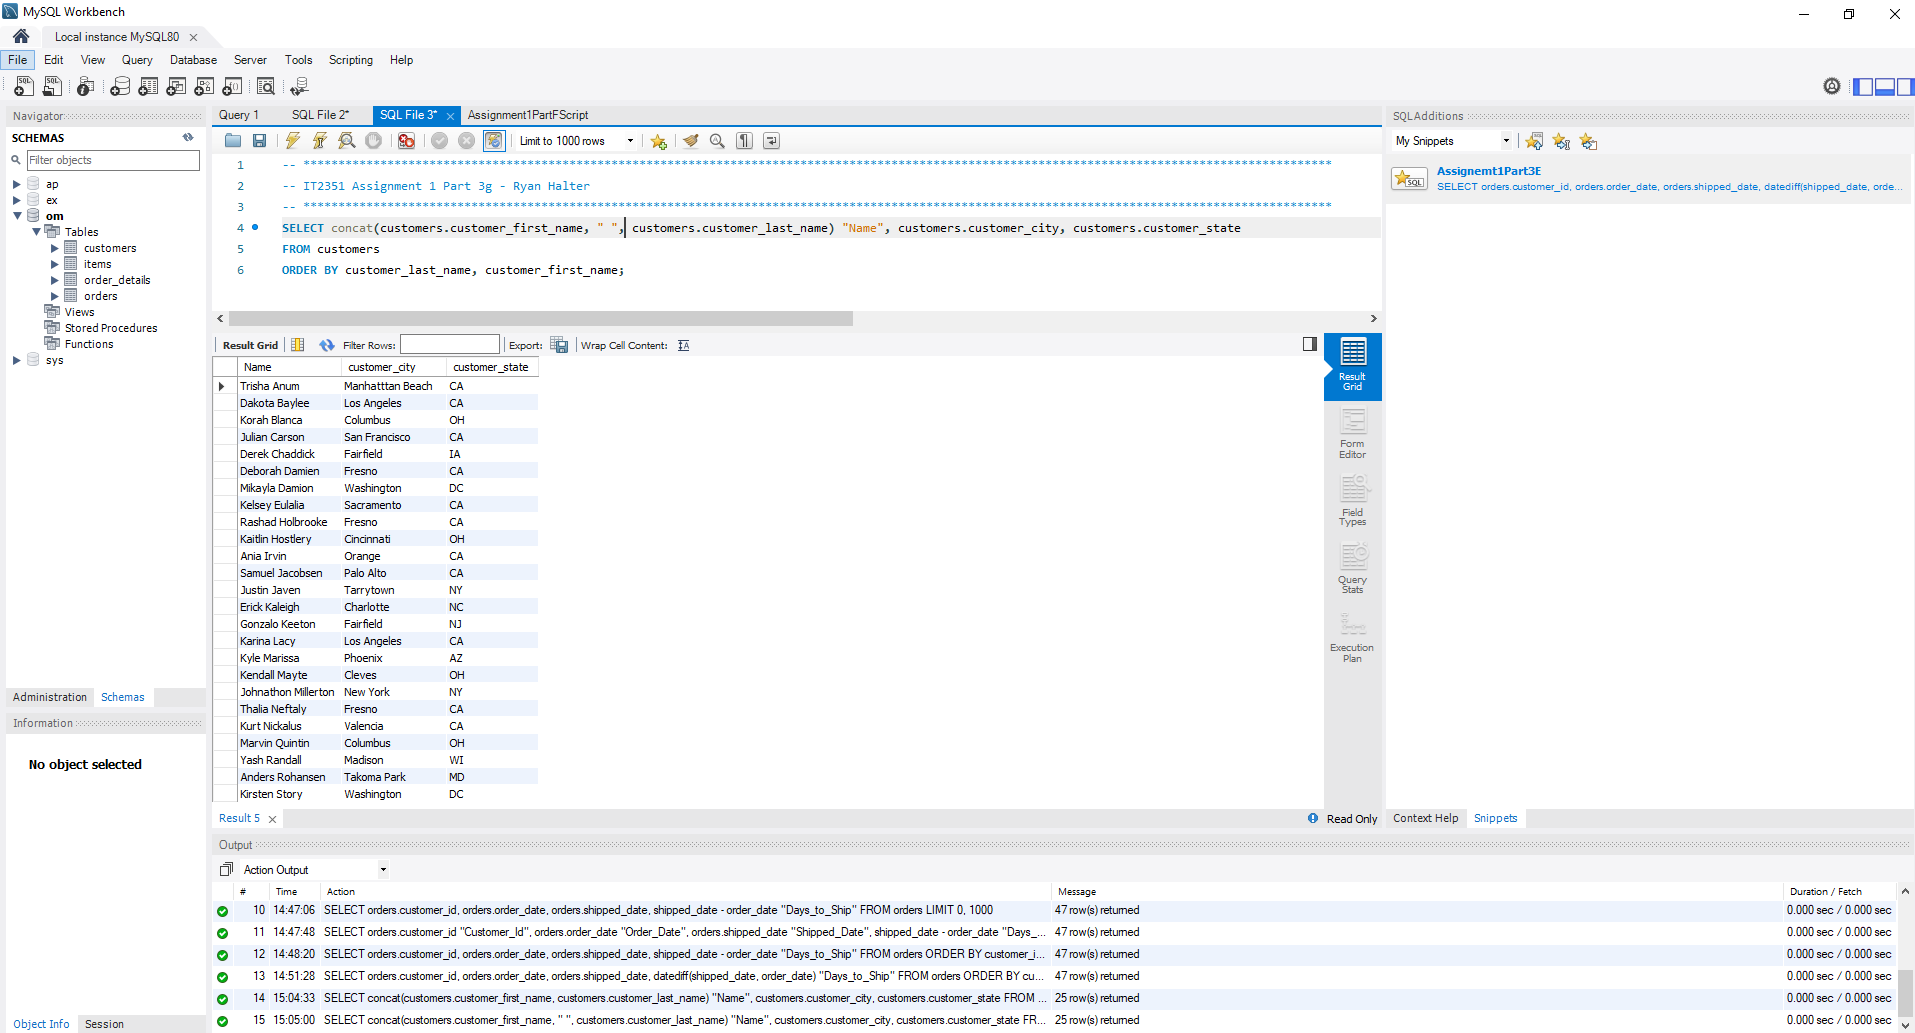 MySQL Workbench
Local instance MySQL80
File Edit View Query Database Server Tools Scripting Help
Navigator
SCHEMAS
Filter objects
ap
ex
om
Tables
customers
items
order_details
orders
Views
Stored Procedures
Functions
sys
Administration Schemas
Information
No object selected
Object Info Session
Query 1 SQL File 2* SQL File 3* Assignment1PartFScript
Limit to 1000 rows
1 -- ***************************************************************************************************************************************************
2 -- IT2351 Assignment 1 Part 3g - Ryan Halter
3 -- ***************************************************************************************************************************************************
4 SELECT concat(customers.customer_first_name, " ", customers.customer_last_name) "Name", customers.customer_city, customers.customer_state
5 FROM customers
6 ORDER BY customer_last_name, customer_first_name;
Result Grid Filter Rows: Export: Wrap Cell Content:
Name customer_city customer_state
Trisha Anum Manhatttan Beach CA
Dakota Baylee Los Angeles CA
Korah Blanca Columbus OH
Julian Carson San Francisco CA
Derek Chaddick Fairfield IA
Deborah Damien Fresno CA
Mikayla Damion Washington DC
Kelsey Eulalia Sacramento CA
Rashad Holbrooke Fresno CA
Kaitlin Hostlery Cincinnati OH
Ania Irvin Orange CA
Samuel Jacobsen Palo Alto CA
Justin Javen Tarrytown NY
Erick Kaleigh Charlotte NC
Gonzalo Keeton Fairfield NJ
Karina Lacy Los Angeles CA
Kyle Marissa Phoenix AZ
Kendall Mayte Cleves OH
Johnathon Millerton New York NY
Thalia Neftaly Fresno CA
Kurt Nickalus Valencia CA
Marvin Quintin Columbus OH
Yash Randall Madison WI
Anders Rohansen Takoma Park MD
Kirsten Story Washington DC
Result Grid
Form Editor
Field Types
Query Stats
Execution Plan
Result 5
Read Only
SQLAdditions
My Snippets
SQL
Assignemt1Part3E
SELECT orders.customer_id, orders.order_date, orders.shipped_date, datediff(shipped_date, orde...
Context Help Snippets
Output
Action Output
# Time Action Message Duration / Fetch
10 14:47:06 SELECT orders.customer_id, orders.order_date, orders.shipped_date, shipped_date - order_date "Days_to_Ship" FROM orders LIMIT 0, 1000 47 row(s) returned 0.000 sec / 0.000 sec
11 14:47:48 SELECT orders.customer_id "Customer_Id", orders.order_date "Order_Date", orders.shipped_date "Shipped_Date", shipped_date - order_date "Days_... 47 row(s) returned 0.000 sec / 0.000 sec
12 14:48:20 SELECT orders.customer_id, orders.order_date, orders.shipped_date, shipped_date - order_date "Days_to_Ship" FROM orders ORDER BY customer_i... 47 row(s) returned 0.000 sec / 0.000 sec
13 14:51:28 SELECT orders.customer_id, orders.order_date, orders.shipped_date, datediff(shipped_date, order_date) "Days_to_Ship" FROM orders ORDER BY cu... 47 row(s) returned 0.000 sec / 0.000 sec
14 15:04:33 SELECT concat(customers.customer_first_name, customers.customer_last_name) "Name", customers.customer_city, customers.customer_state FROM ... 25 row(s) returned 0.000 sec / 0.000 sec
15 15:05:00 SELECT concat(customers.customer_first_name, " ", customers.customer_last_name) "Name", customers.customer_city, customers.customer_state FR... 25 row(s) returned 0.000 sec / 0.000 sec